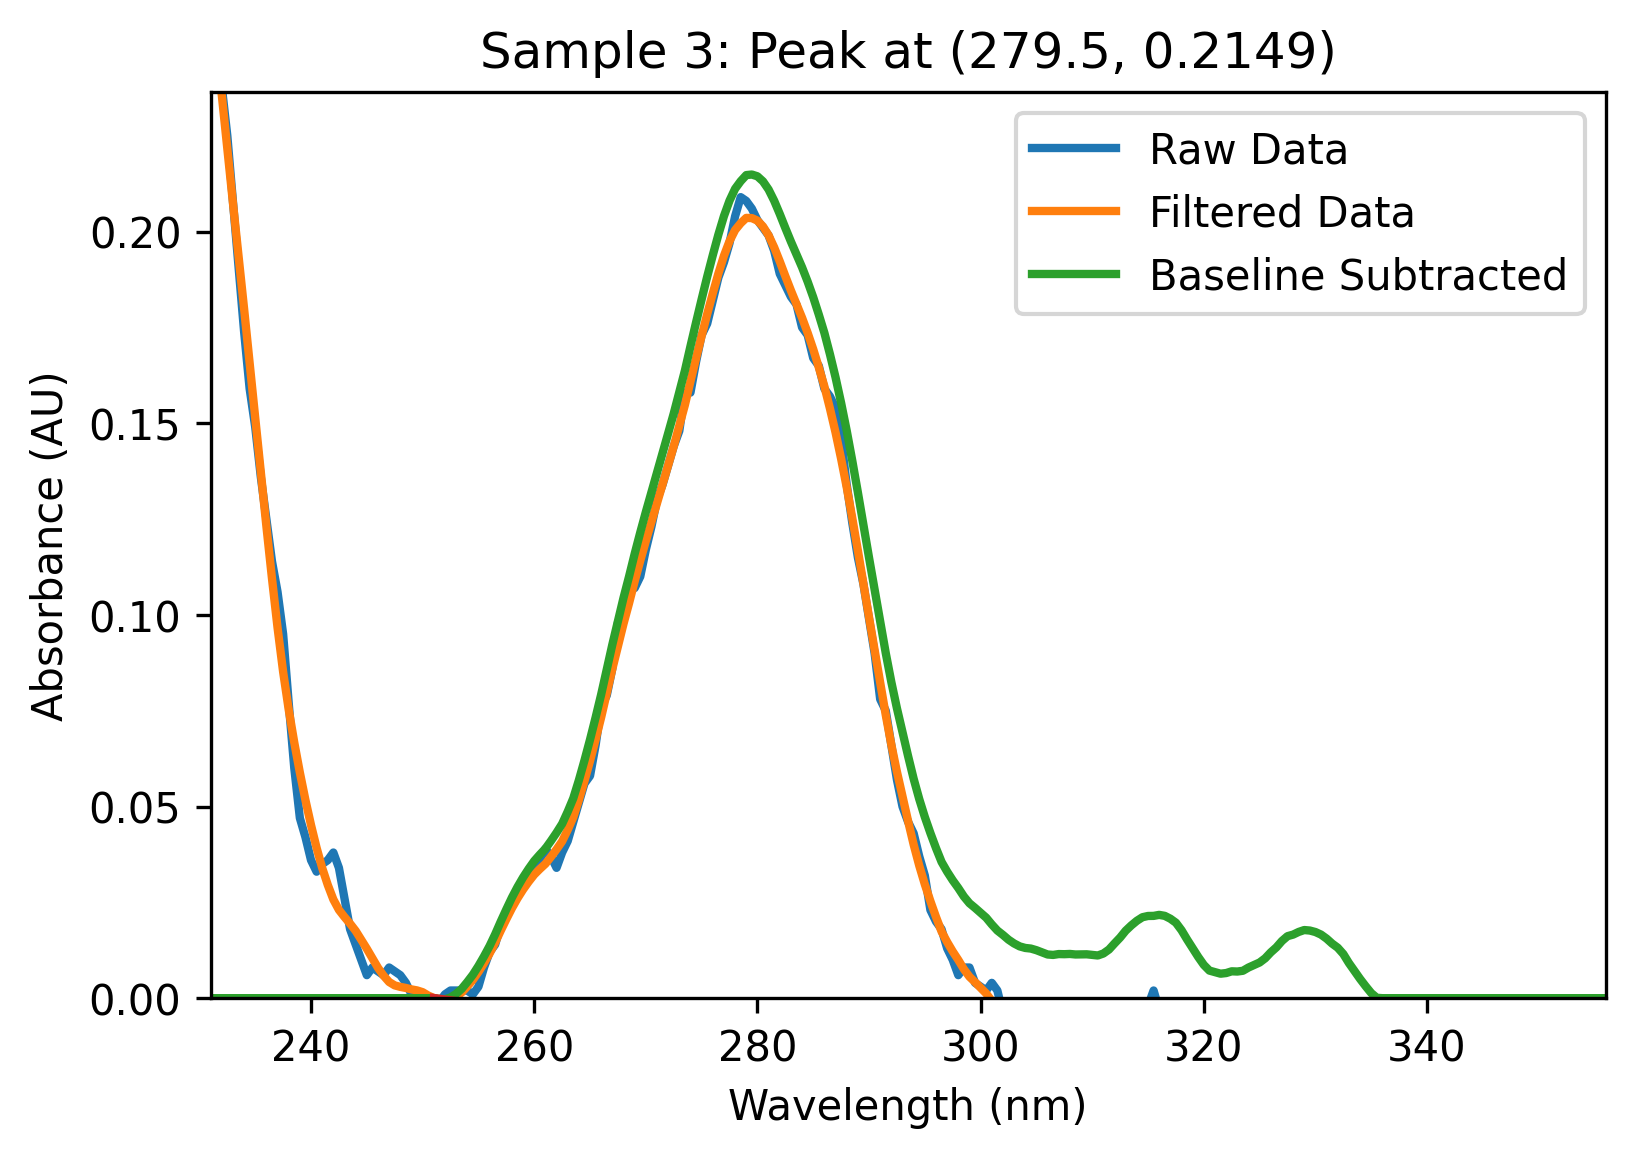 Sample 3: Peak at (279.5, 0.2149)
Raw Data
Filtered Data
Baseline Subtracted
Absorbance (AU)
0.20
0.15
0.10
0.05
0.00
240 260 280 300 320 340
Wavelength (nm)